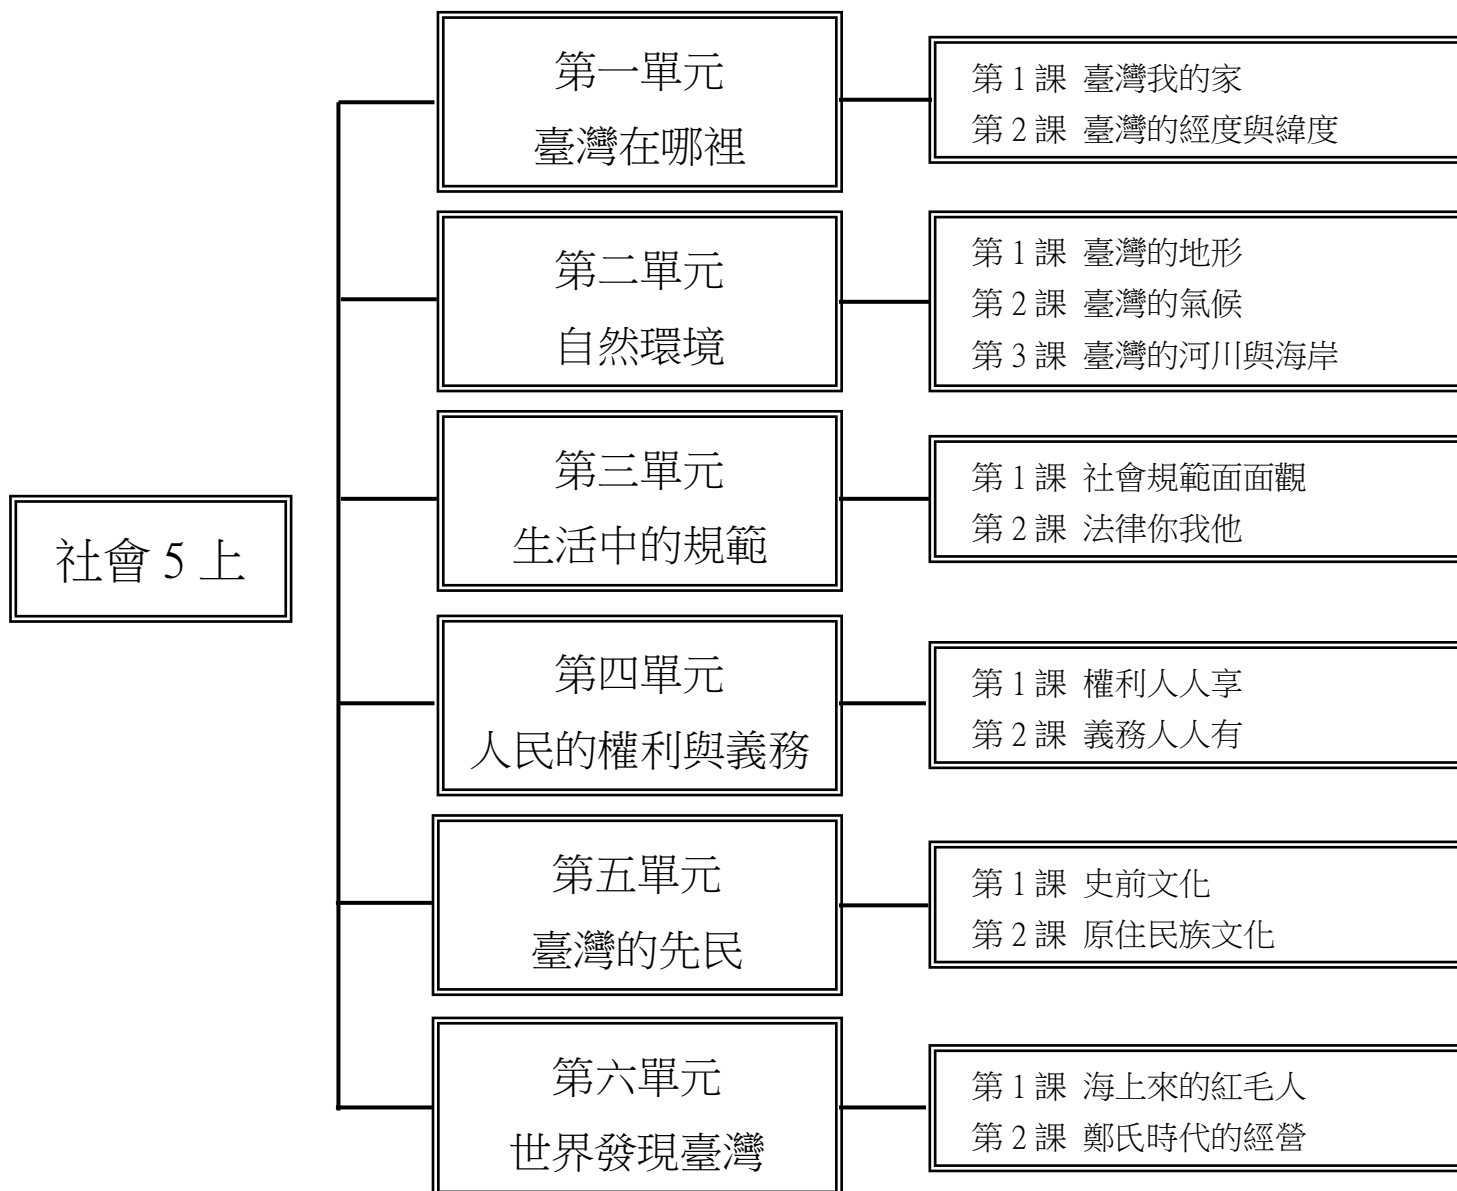 社會 5 上
第一單元
臺灣在哪裡
第 1 課 臺灣我的家
第 2 課 臺灣的經度與緯度
第二單元
自然環境
第 1 課 臺灣的地形
第 2 課 臺灣的氣候
第 3 課 臺灣的河川與海岸
第三單元
生活中的規範
第 1 課 社會規範面面觀
第 2 課 法律你我他
第四單元
人民的權利與義務
第 1 課 權利人人享
第 2 課 義務人人有
第五單元
臺灣的先民
第 1 課 史前文化
第 2 課 原住民族文化
第六單元
世界發現臺灣
第 1 課 海上來的紅毛人
第 2 課 鄭氏時代的經營